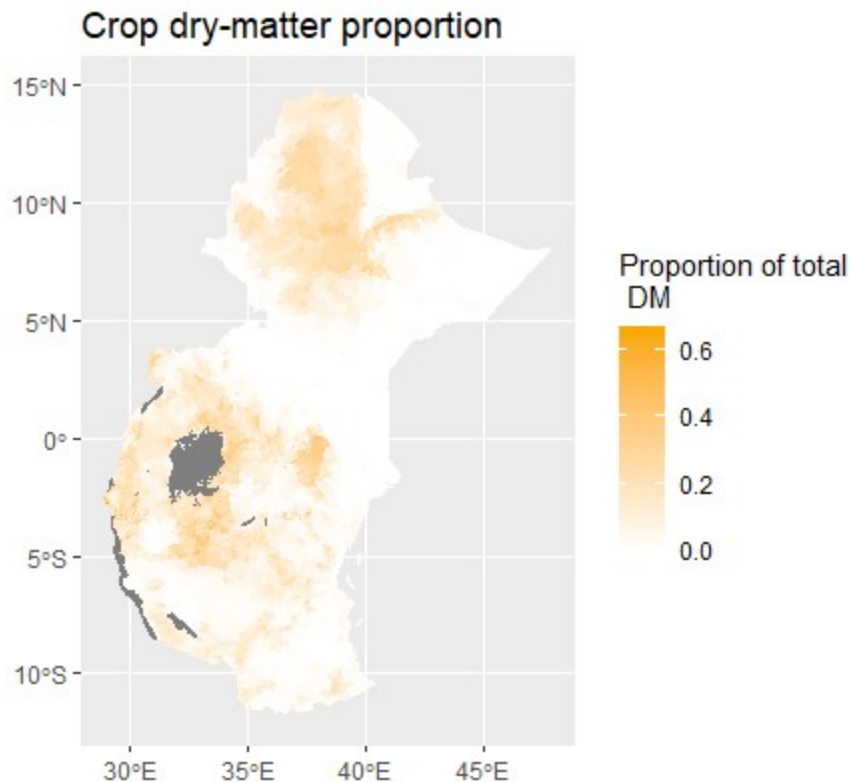 Crop dry-matter proportion
15°N
10°N
5°N
0°
5°S
10°S
30°E
35°E
40°E
45°E
Proportion of total
DM
0.6
0.4
0.2
0.0